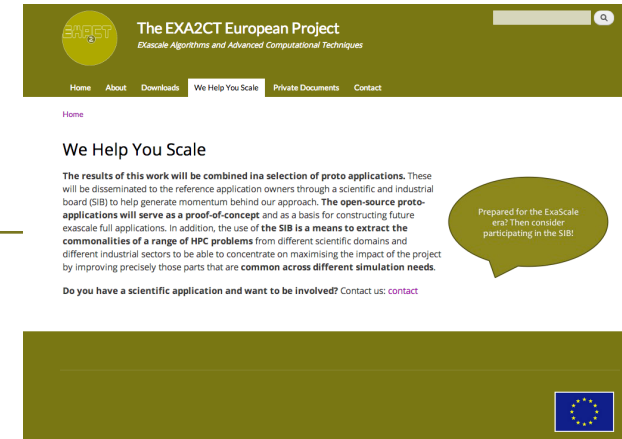 EXA2CT
The EXA2CT European Project
EXascale Algorithms and Advanced Computational Techniques
Home About Downloads We Help You Scale Private Documents Contact
Home
We Help You Scale
The results of this work will be combined ina selection of proto applications. These
will be disseminated to the reference application owners through a scientific and industrial
board (SIB) to help generate momentum behind our approach. The open-source proto-
applications will serve as a proof-of-concept and as a basis for constructing future
exascale full applications. In addition, the use of the SIB is a means to extract the
commonalities of a range of HPC problems from different scientific domains and
different industrial sectors to be able to concentrate on maximising the impact of the project
by improving precisely those parts that are common across different simulation needs.
Do you have a scientific application and want to be involved? Contact us: contact
Prepared for the ExaScale
era? Then consider
participating in the SIB!